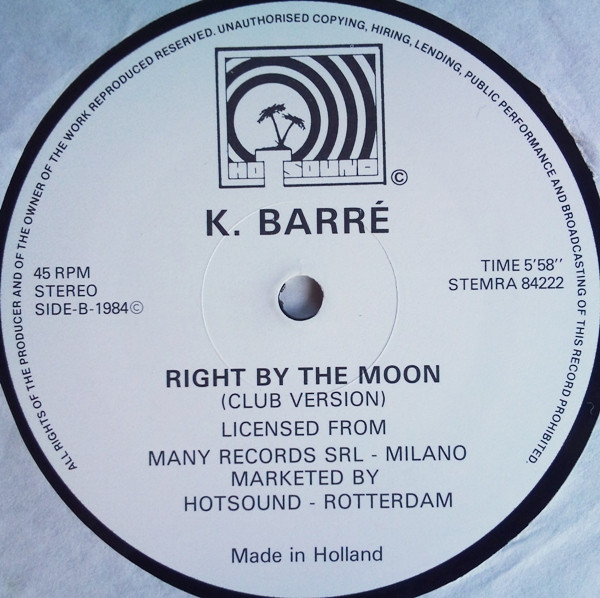 ALL RIGHTS OF THE PRODUCER AND OF THE OWNER OF THE WORK REPRODUCED RESERVED. UNAUTHORISED COPYING, HIRING, LENDING, PUBLIC PERFORMANCE AND BROADCASTING OF THIS RECORD PROHIBITED.
HOTSOUND
©
K. BARRÉ
45 RPM
STEREO
SIDE-B-1984©
TIME 5'58''
STEMRA 84222
RIGHT BY THE MOON
(CLUB VERSION)
LICENSED FROM
MANY RECORDS SRL - MILANO
MARKETED BY
HOTSOUND - ROTTERDAM
Made in Holland